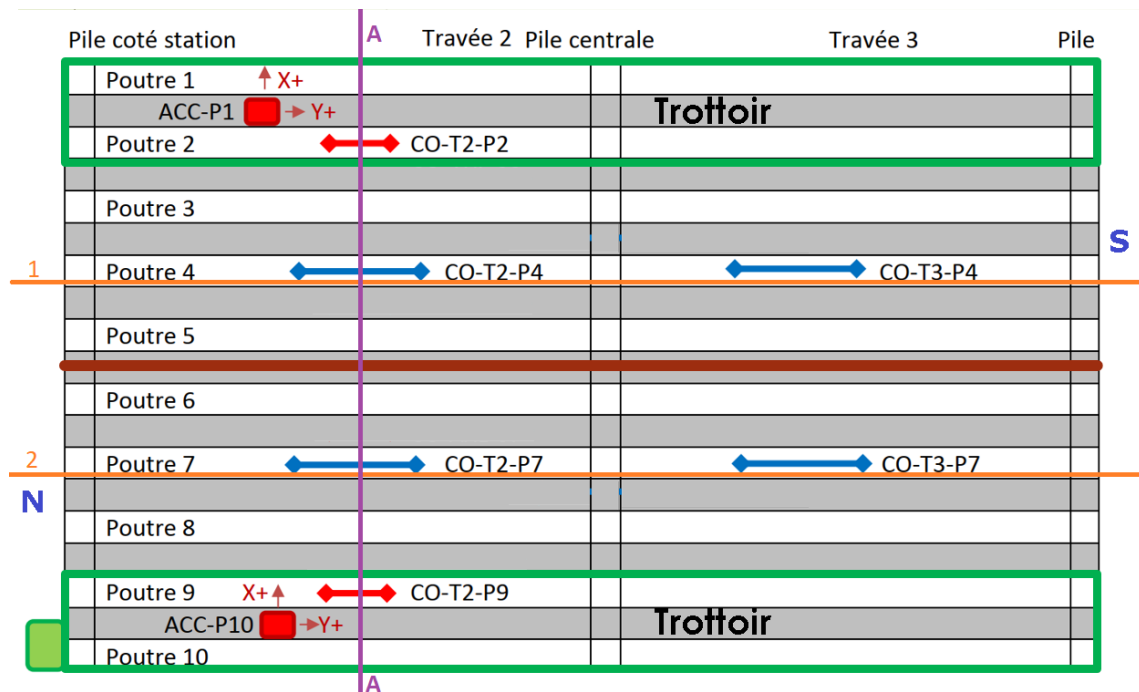 Pile coté station A Travée 2 Pile centrale Travée 3 Pile
Poutre 1 X+
ACC-P1 Y+ Trottoir
Poutre 2 CO-T2-P2
Poutre 3
S
1 Poutre 4 CO-T2-P4 CO-T3-P4
Poutre 5
Poutre 6
2 Poutre 7 CO-T2-P7 CO-T3-P7
N
Poutre 8
Poutre 9 X+ CO-T2-P9
ACC-P10 Y+ Trottoir
Poutre 10
A